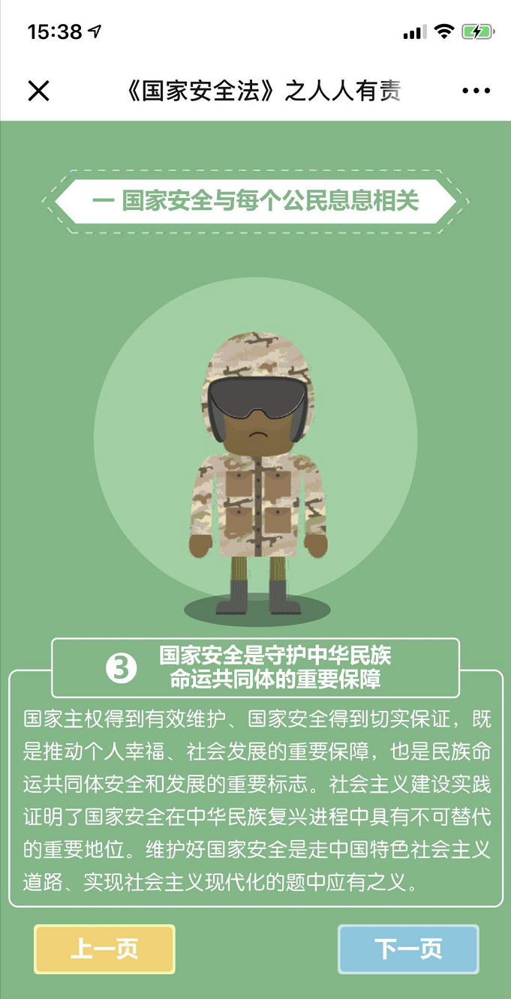 15:38
《国家安全法》之人人有责
一 国家安全与每个公民息息相关
3
国家安全是守护中华民族
命运共同体的重要保障
国家主权得到有效维护、国家安全得到切实保证，既
是推动个人幸福、社会发展的重要保障，也是民族命
运共同体安全和发展的重要标志。社会主义建设实践
证明了国家安全在中华民族复兴进程中具有不可替代
的重要地位。维护好国家安全是走中国特色社会主义
道路、实现社会主义现代化的题中应有之义。
上一页
下一页